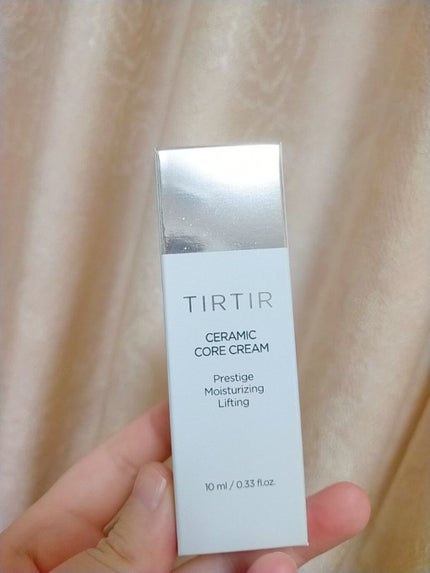 TIRTIR
CERAMIC
CORE CREAM
Prestige
Moisturizing
Lifting
10 ml / 0.33 fl.oz.